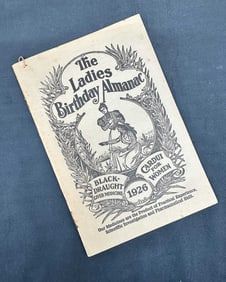 The
Ladies
Birthday Almanac
BLACK-
DRAUGHT
LIVER MEDICINE
1926
CARDUI
FOR
WOMEN
Our Medicines are the Product of Practical Experience,
Scientific Investigation and Pharmaceutical Skill.